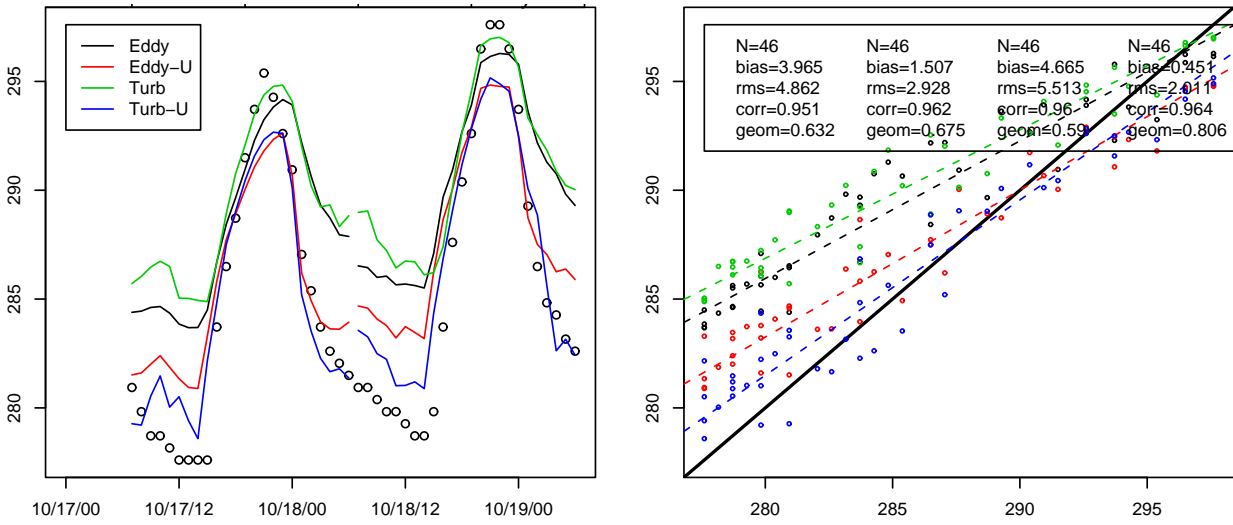 Eddy
Eddy-U
Turb
Turb-U
295
290
285
280
10/17/00 10/17/12 10/18/00 10/18/12 10/19/00
N=46 N=46 N=46 N=46
bias=3.965 bias=1.507 bias=4.665 bias=0.451
rms=4.862 rms=2.928 rms=5.513 rms=2.011
corr=0.951 corr=0.962 corr=0.96 corr=0.964
geom=0.632 geom=0.675 geom=0.59 geom=0.806
295
290
285
280
280 285 290 295